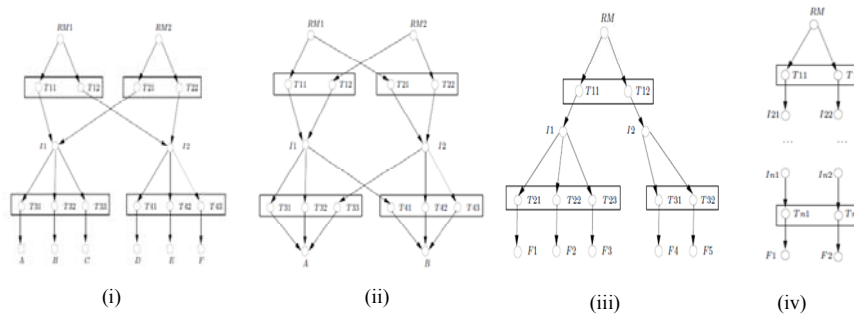 RM1 RM2 RM1 RM2 RM RM
T11 T12 T21 T22 T11 T12 T21 T22 T11 T12 T11
I1 I2 I1 I2 I1 I2 I21 I22
... ...
In1 In2
T31 T32 T33 T41 T42 T43 T31 T32 T33 T41 T42 T43 T21 T22 T23 T31 T32 Tn1
A B C D E F A B F1 F2 F3 F4 F5 F1 F2
(i) (ii) (iii) (iv)